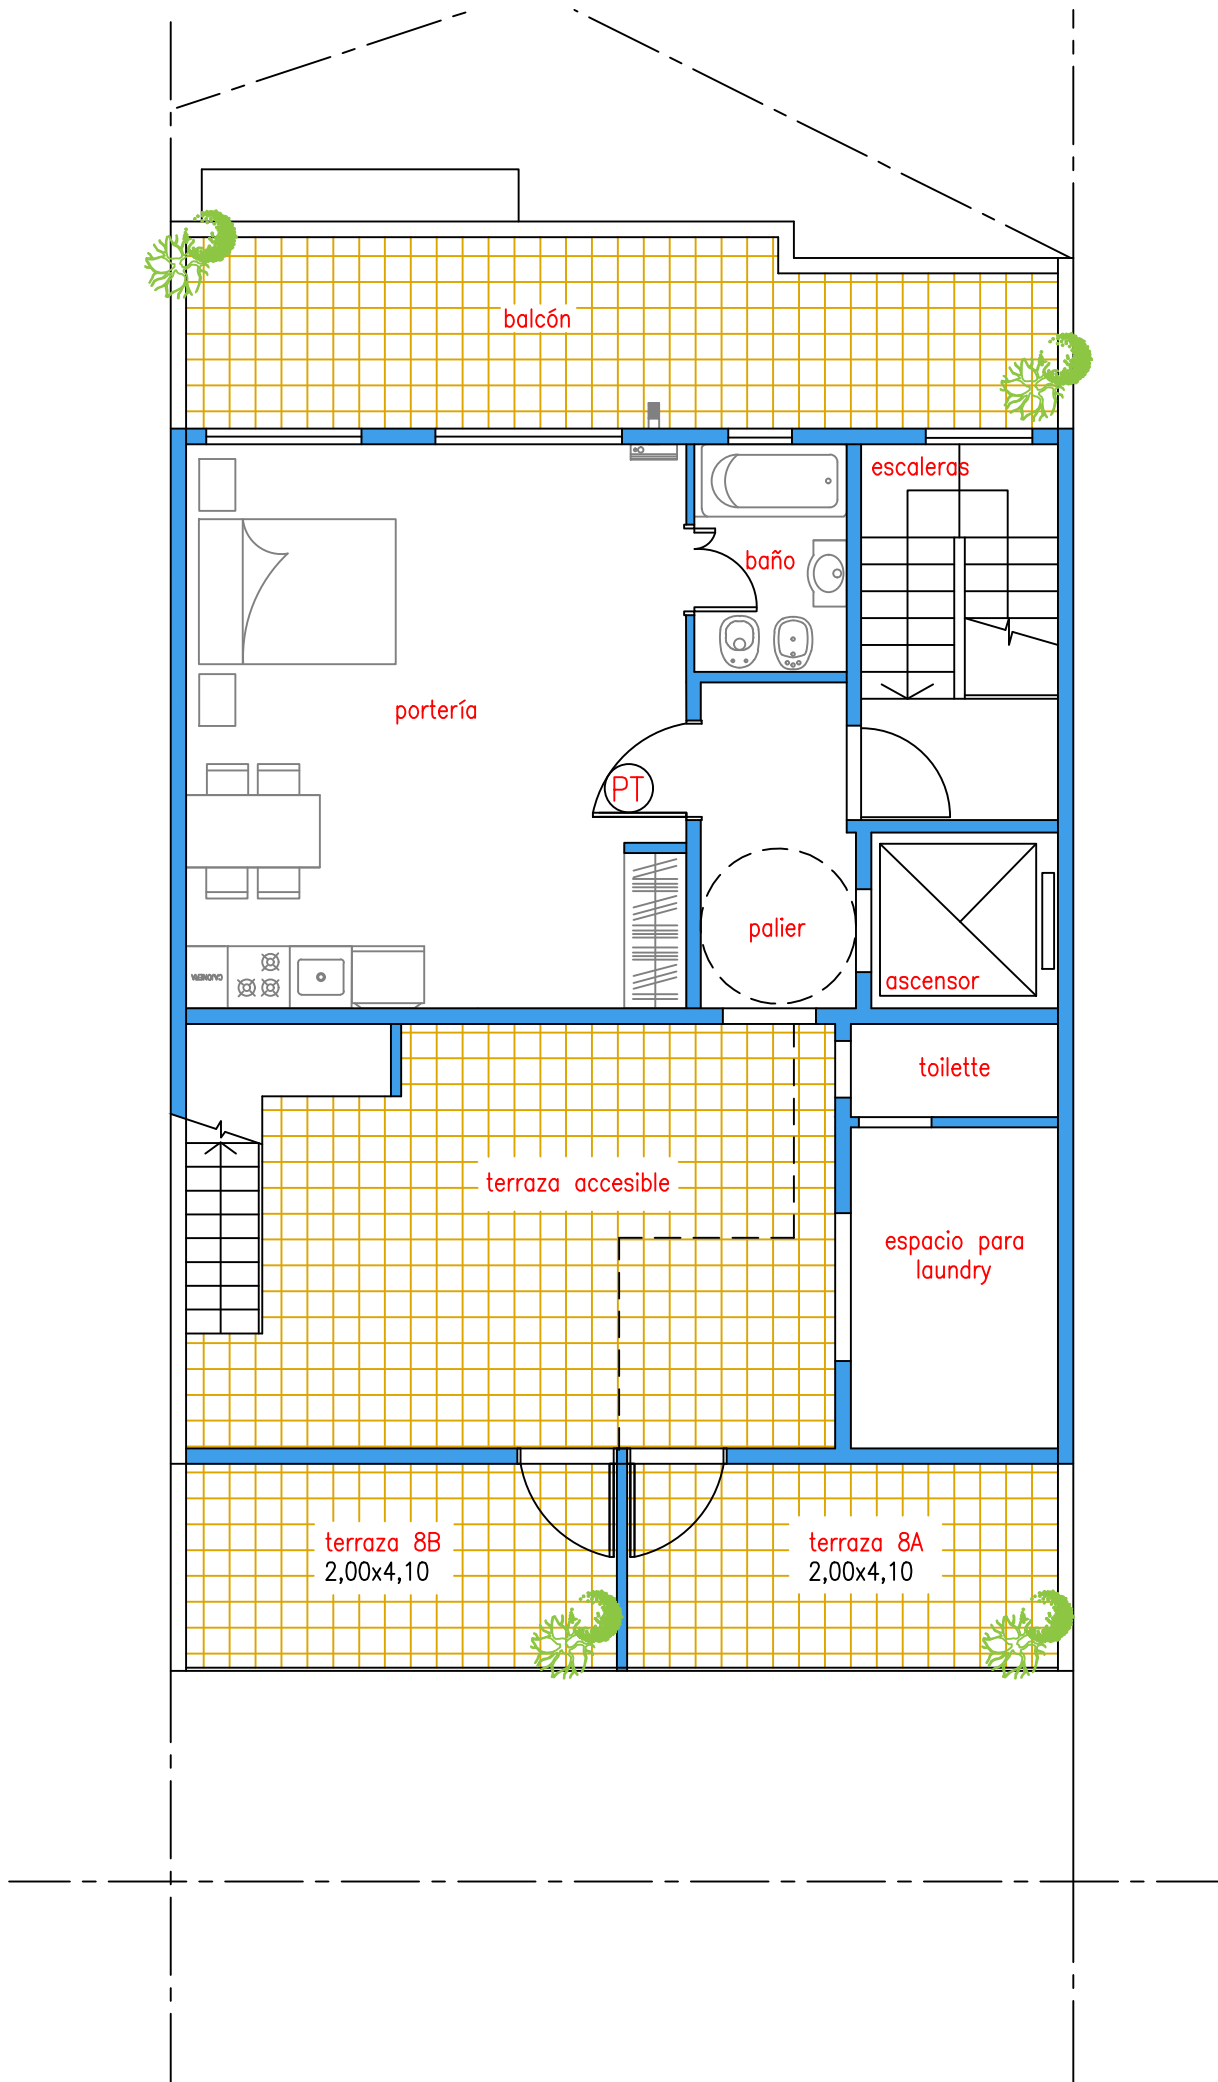 balcón
escaleras
baño
portería
PT
palier
ascensor
CAJONERA
toilette
terraza accesible
espacio para
laundry
terraza 8B
2,00x4,10
terraza 8A
2,00x4,10